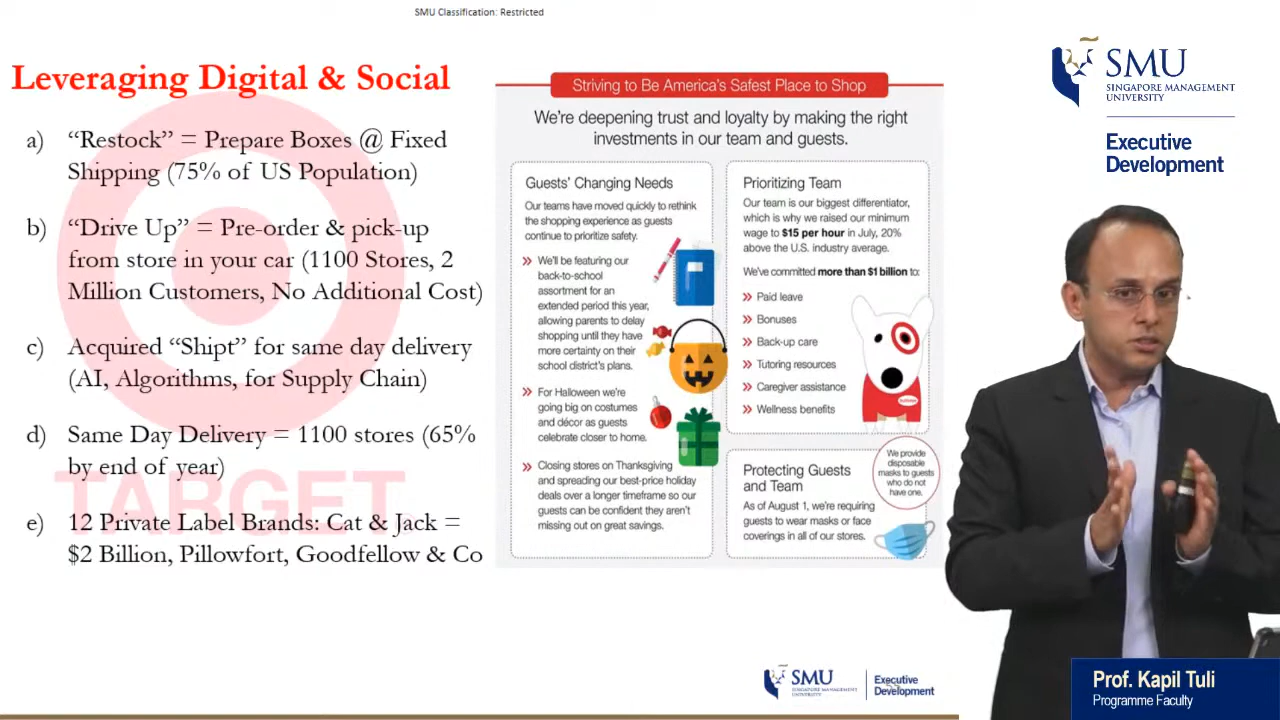 SMU Classification: Restricted
Leveraging Digital & Social
a) “Restock” = Prepare Boxes @ Fixed
Shipping (75% of US Population)
b) “Drive Up” = Pre-order & pick-up
from store in your car (1100 Stores, 2
Million Customers, No Additional Cost)
c) Acquired “Shipt” for same day delivery
(AI, Algorithms, for Supply Chain)
d) Same Day Delivery = 1100 stores (65%
by end of year)
e) 12 Private Label Brands: Cat & Jack =
$2 Billion, Pillowfort, Goodfellow & Co
TARGET
Striving to Be America's Safest Place to Shop
We're deepening trust and loyalty by making the right
investments in our team and guests.
Guests' Changing Needs
Our teams have moved quickly to rethink
the shopping experience as guests
continue to prioritize safety.
» We'll be featuring our
back-to-school
assortment for an
extended period this year,
allowing parents to delay
shopping until they have
more certainty on their
school district's plans.
» For Halloween we're
going big on costumes
and décor as guests
celebrate closer to home.
» Closing stores on Thanksgiving
and spreading our best-price holiday
deals over a longer timeframe so our
guests can be confident they aren't
missing out on great savings.
Prioritizing Team
Our team is our biggest differentiator,
which is why we raised our minimum
wage to $15 per hour in July, 20%
above the U.S. industry average.
We've committed more than $1 billion to:
» Paid leave
» Bonuses
» Back-up care
» Tutoring resources
» Caregiver assistance
» Wellness benefits
Protecting Guests
and Team
As of August 1, we're requiring
guests to wear masks or face
coverings in all of our stores.
We provide
disposable
masks to guests
who do not
have one.
SMU
SINGAPORE MANAGEMENT
UNIVERSITY
Executive
Development
SMU
SINGAPORE MANAGEMENT
UNIVERSITY
Executive
Development
Prof. Kapil Tuli
Programme Faculty